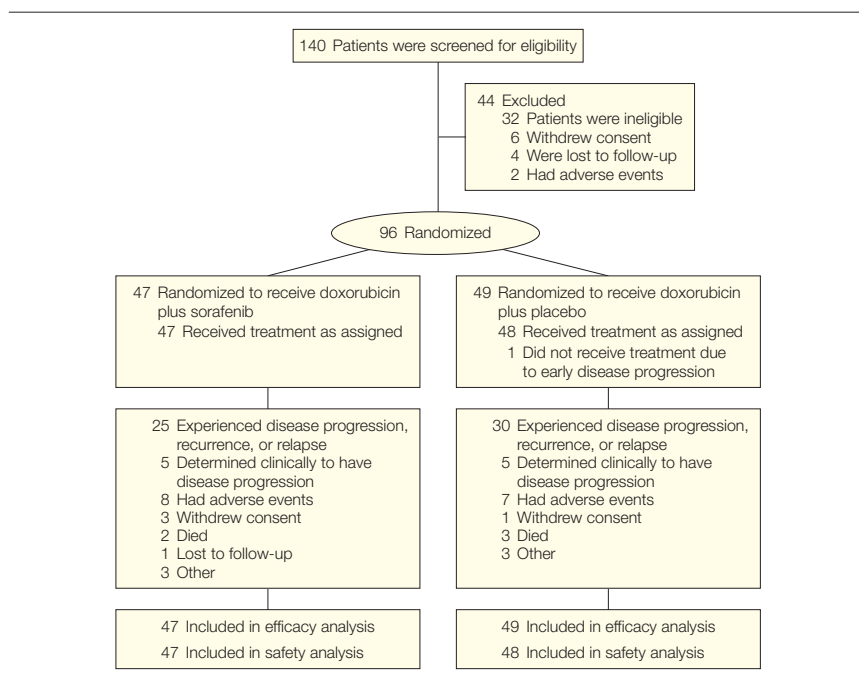 140 Patients were screened for eligibility
44 Excluded
32 Patients were ineligible
6 Withdrew consent
4 Were lost to follow-up
2 Had adverse events
96 Randomized
47 Randomized to receive doxorubicin
plus sorafenib
47 Received treatment as assigned
49 Randomized to receive doxorubicin
plus placebo
48 Received treatment as assigned
1 Did not receive treatment due
to early disease progression
25 Experienced disease progression,
recurrence, or relapse
5 Determined clinically to have
disease progression
8 Had adverse events
3 Withdrew consent
2 Died
1 Lost to follow-up
3 Other
30 Experienced disease progression,
recurrence, or relapse
5 Determined clinically to have
disease progression
7 Had adverse events
1 Withdrew consent
3 Died
3 Other
47 Included in efficacy analysis
47 Included in safety analysis
49 Included in efficacy analysis
48 Included in safety analysis